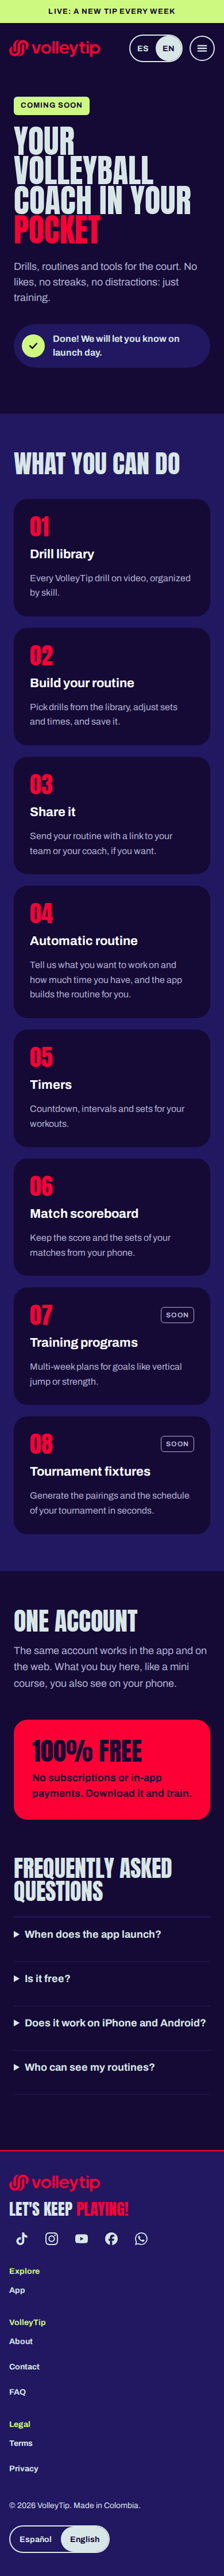 LIVE: A NEW TIP EVERY WEEK
volleytip
ES
EN
COMING SOON
YOUR
VOLLEYBALL
COACH IN YOUR
POCKET
Drills, routines and tools for the court. No
likes, no streaks, no distractions: just
training.
Done! We will let you know on
launch day.
WHAT YOU CAN DO
01
Drill library
Every VolleyTip drill on video, organized
by skill.
02
Build your routine
Pick drills from the library, adjust sets
and times, and save it.
03
Share it
Send your routine with a link to your
team or your coach, if you want.
04
Automatic routine
Tell us what you want to work on and
how much time you have, and the app
builds the routine for you.
05
Timers
Countdown, intervals and sets for your
workouts.
06
Match scoreboard
Keep the score and the sets of your
matches from your phone.
07
SOON
Training programs
Multi-week plans for goals like vertical
jump or strength.
08
SOON
Tournament fixtures
Generate the pairings and the schedule
of your tournament in seconds.
ONE ACCOUNT
The same account works in the app and on
the web. What you buy here, like a mini
course, you also see on your phone.
100% FREE
No subscriptions or in-app
payments. Download it and train.
FREQUENTLY ASKED
QUESTIONS
When does the app launch?
Is it free?
Does it work on iPhone and Android?
Who can see my routines?
volleytip
LET'S KEEP PLAYING!
Explore
App
VolleyTip
About
Contact
FAQ
Legal
Terms
Privacy
© 2026 VolleyTip. Made in Colombia.
Español
English